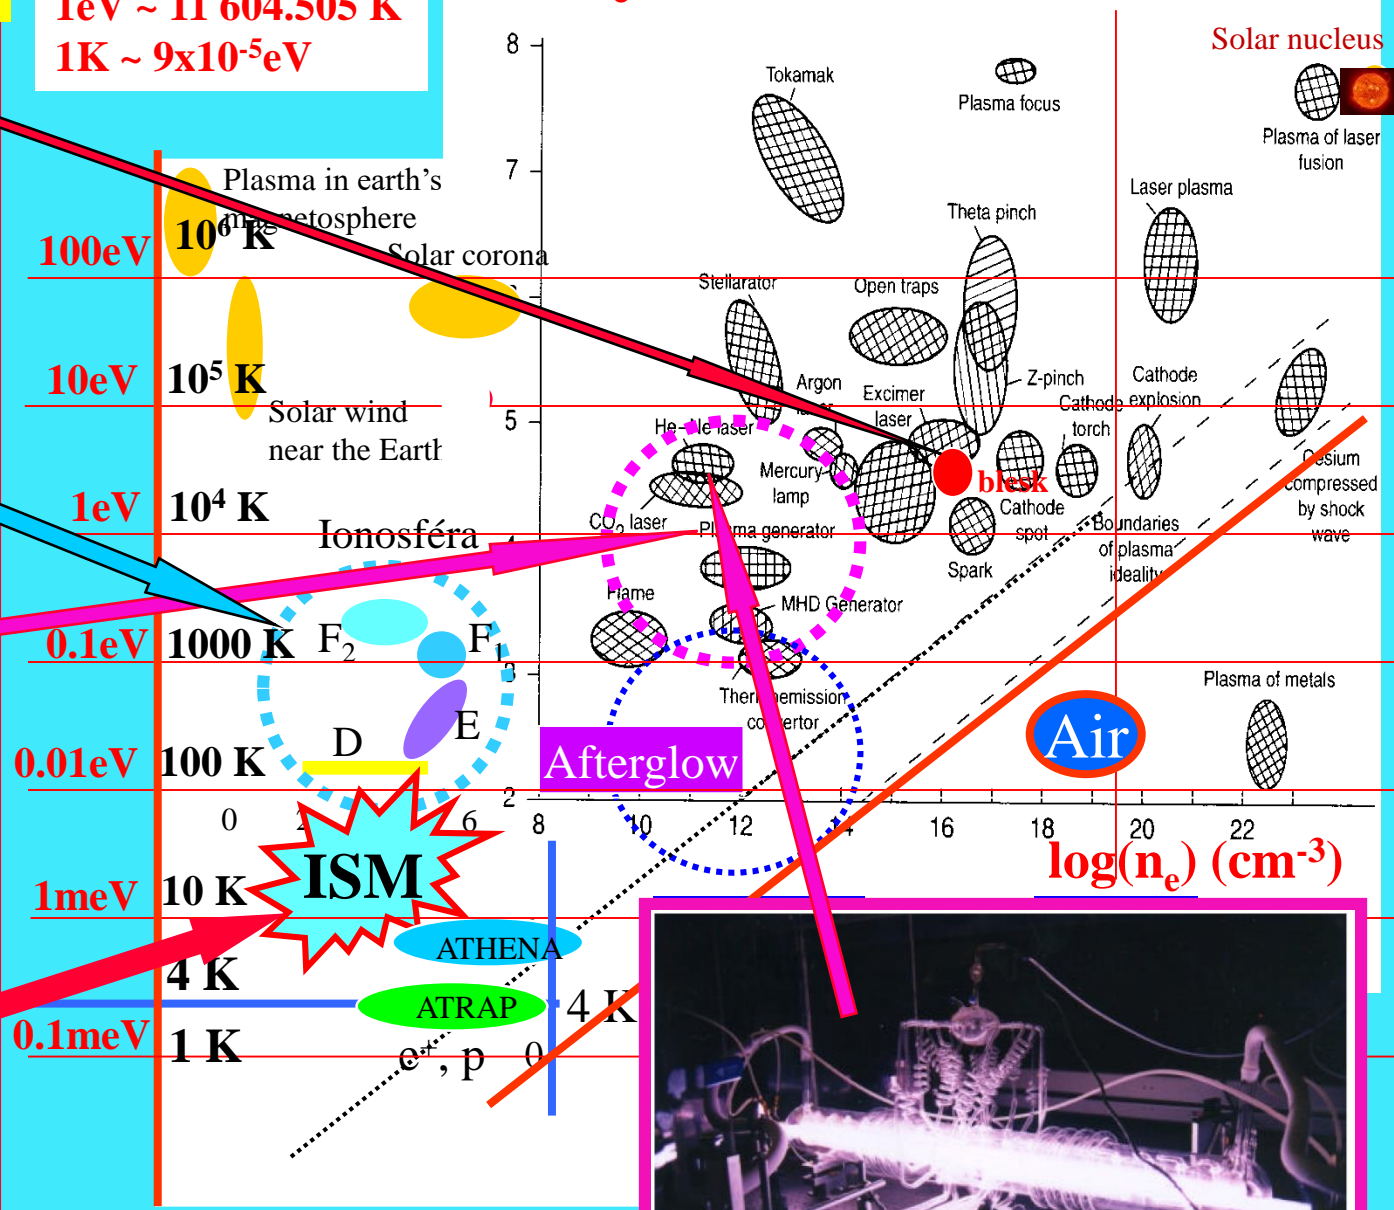 1eV ~ 11 604.505 K
1K ~ 9x10⁻⁵eV
8
Tokamak
Plasma focus
Solar nucleus
Plasma of laser
fusion
7
Plasma in earth's
magnetosphere
Laser plasma
Theta pinch
100eV
10⁶ K
Solar corona
Stellarator
Open traps
10eV
10⁵ K
Z-pinch
Cathode
explosion
Argon
Excimer
laser
Cathode
torch
Solar wind
near the Earth
5
He-Ne laser
Mercury
lamp
blesk
Cesium
compressed
by shock
wave
1eV
10⁴ K
CO₂ laser
Plasma generator
Cathode
spot
Boundaries
of plasma
ideality
Ionosféra
Spark
Flame
MHD Generator
0.1eV
1000 K
F₂
F₁
3
Thermoemission
Plasma of metals
E
D
Air
0.01eV
100 K
Afterglow
2
0
2
6
8
10
12
14
16
18
20
22
log(nₑ) (cm⁻³)
1meV
10 K
ISM
ATHENA
4 K
ATRAP
4 K
0.1meV
1 K
e⁺, p
0